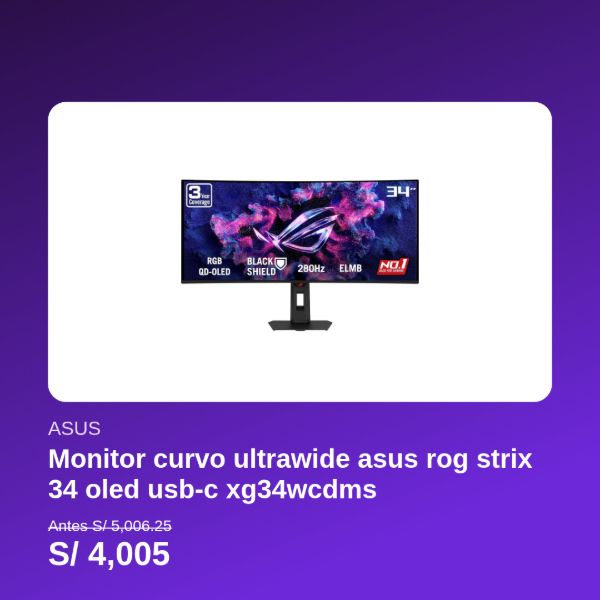 3 Year
Coverage
34"
RGB
QD-OLED
BLACK
SHIELD
280Hz
ELMB
NO.1
ASUS
Monitor curvo ultrawide asus rog strix
34 oled usb-c xg34wcdms
Antes S/ 5,006.25
S/ 4,005